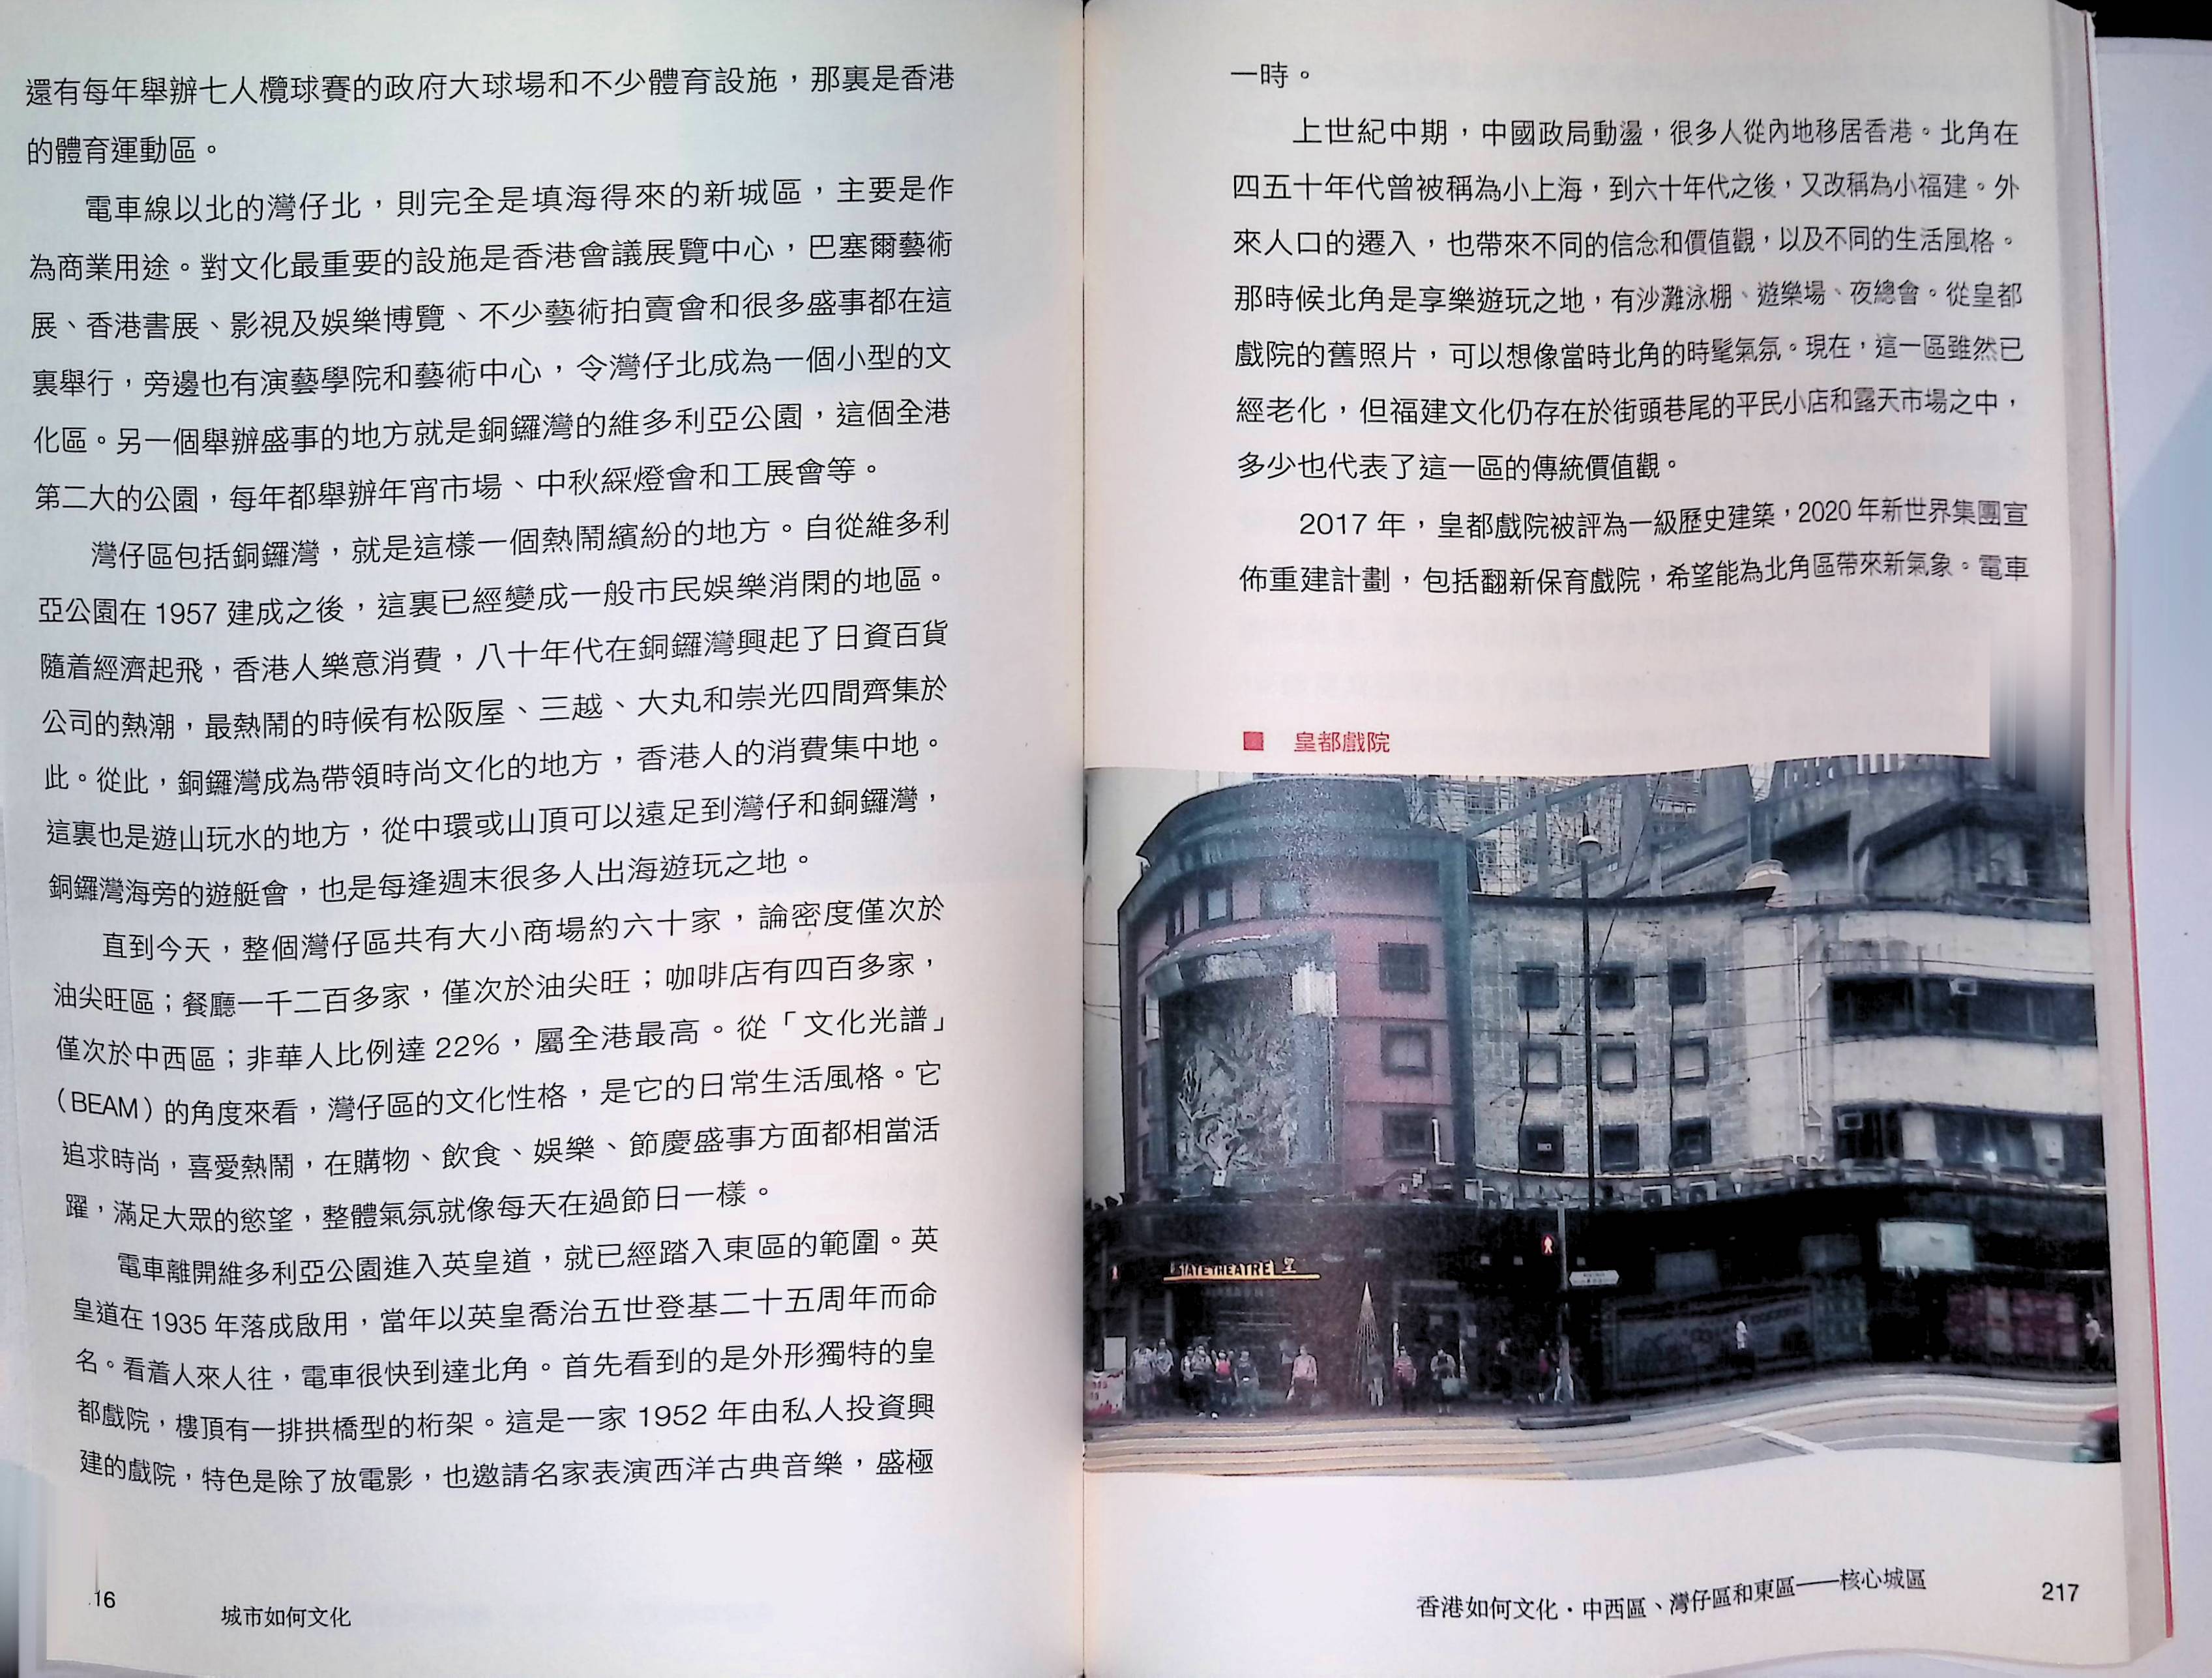 還有每年舉辦七人欖球賽的政府大球場和不少體育設施，那裏是香港
的體育運動區。
電車線以北的灣仔北，則完全是填海得來的新城區，主要是作
為商業用途。對文化最重要的設施是香港會議展覽中心，巴塞爾藝術
展、香港書展、影視及娛樂博覽、不少藝術拍賣會和很多盛事都在這
裏舉行，旁邊也有演藝學院和藝術中心，令灣仔北成為一個小型的文
化區。另一個舉辦盛事的地方就是銅鑼灣的維多利亞公園，這個全港
第二大的公園，每年都舉辦年宵市場、中秋綵燈會和工展會等。
灣仔區包括銅鑼灣，就是這樣一個熱鬧繽紛的地方。自從維多利
亞公園在 1957 建成之後，這裏已經變成一般市民娛樂消閑的地區。
隨着經濟起飛，香港人樂意消費，八十年代在銅鑼灣興起了日資百貨
公司的熱潮，最熱鬧的時候有松阪屋、三越、大丸和崇光四間齊集於
此。從此，銅鑼灣成為帶領時尚文化的地方，香港人的消費集中地。
這裏也是遊山玩水的地方，從中環或山頂可以遠足到灣仔和銅鑼灣，
銅鑼灣海旁的遊艇會，也是每逢週末很多人出海遊玩之地。
直到今天，整個灣仔區共有大小商場約六十家，論密度僅次於
油尖旺區；餐廳一千二百多家，僅次於油尖旺；咖啡店有四百多家，
僅次於中西區；非華人比例達 22%，屬全港最高。從「文化光譜」
（BEAM）的角度來看，灣仔區的文化性格，是它的日常生活風格。它
追求時尚，喜愛熱鬧，在購物、飲食、娛樂、節慶盛事方面都相當活
躍，滿足大眾的慾望，整體氣氛就像每天在過節日一樣。
電車離開維多利亞公園進入英皇道，就已經踏入東區的範圍。英
皇道在 1935 年落成啟用，當年以英皇喬治五世登基二十五周年而命
名。看着人來人往，電車很快到達北角。首先看到的是外形獨特的皇
都戲院，樓頂有一排拱橋型的桁架。這是一家 1952 年由私人投資興
建的戲院，特色是除了放電影，也邀請名家表演西洋古典音樂，盛極
16
城市如何文化
一時。
上世紀中期，中國政局動盪，很多人從內地移居香港。北角在
四五十年代曾被稱為小上海，到六十年代之後，又改稱為小福建。外
來人口的遷入，也帶來不同的信念和價值觀，以及不同的生活風格。
那時候北角是享樂遊玩之地，有沙灘泳棚、遊樂場、夜總會。從皇都
戲院的舊照片，可以想像當時北角的時髦氣氛。現在，這一區雖然已
經老化，但福建文化仍存在於街頭巷尾的平民小店和露天市場之中，
多少也代表了這一區的傳統價值觀。
2017 年，皇都戲院被評為一級歷史建築，2020 年新世界集團宣
佈重建計劃，包括翻新保育戲院，希望能為北角區帶來新氣象。電車
■ 皇都戲院
STATE THEATRE
香港如何文化・中西區、灣仔區和東區——核心城區
217